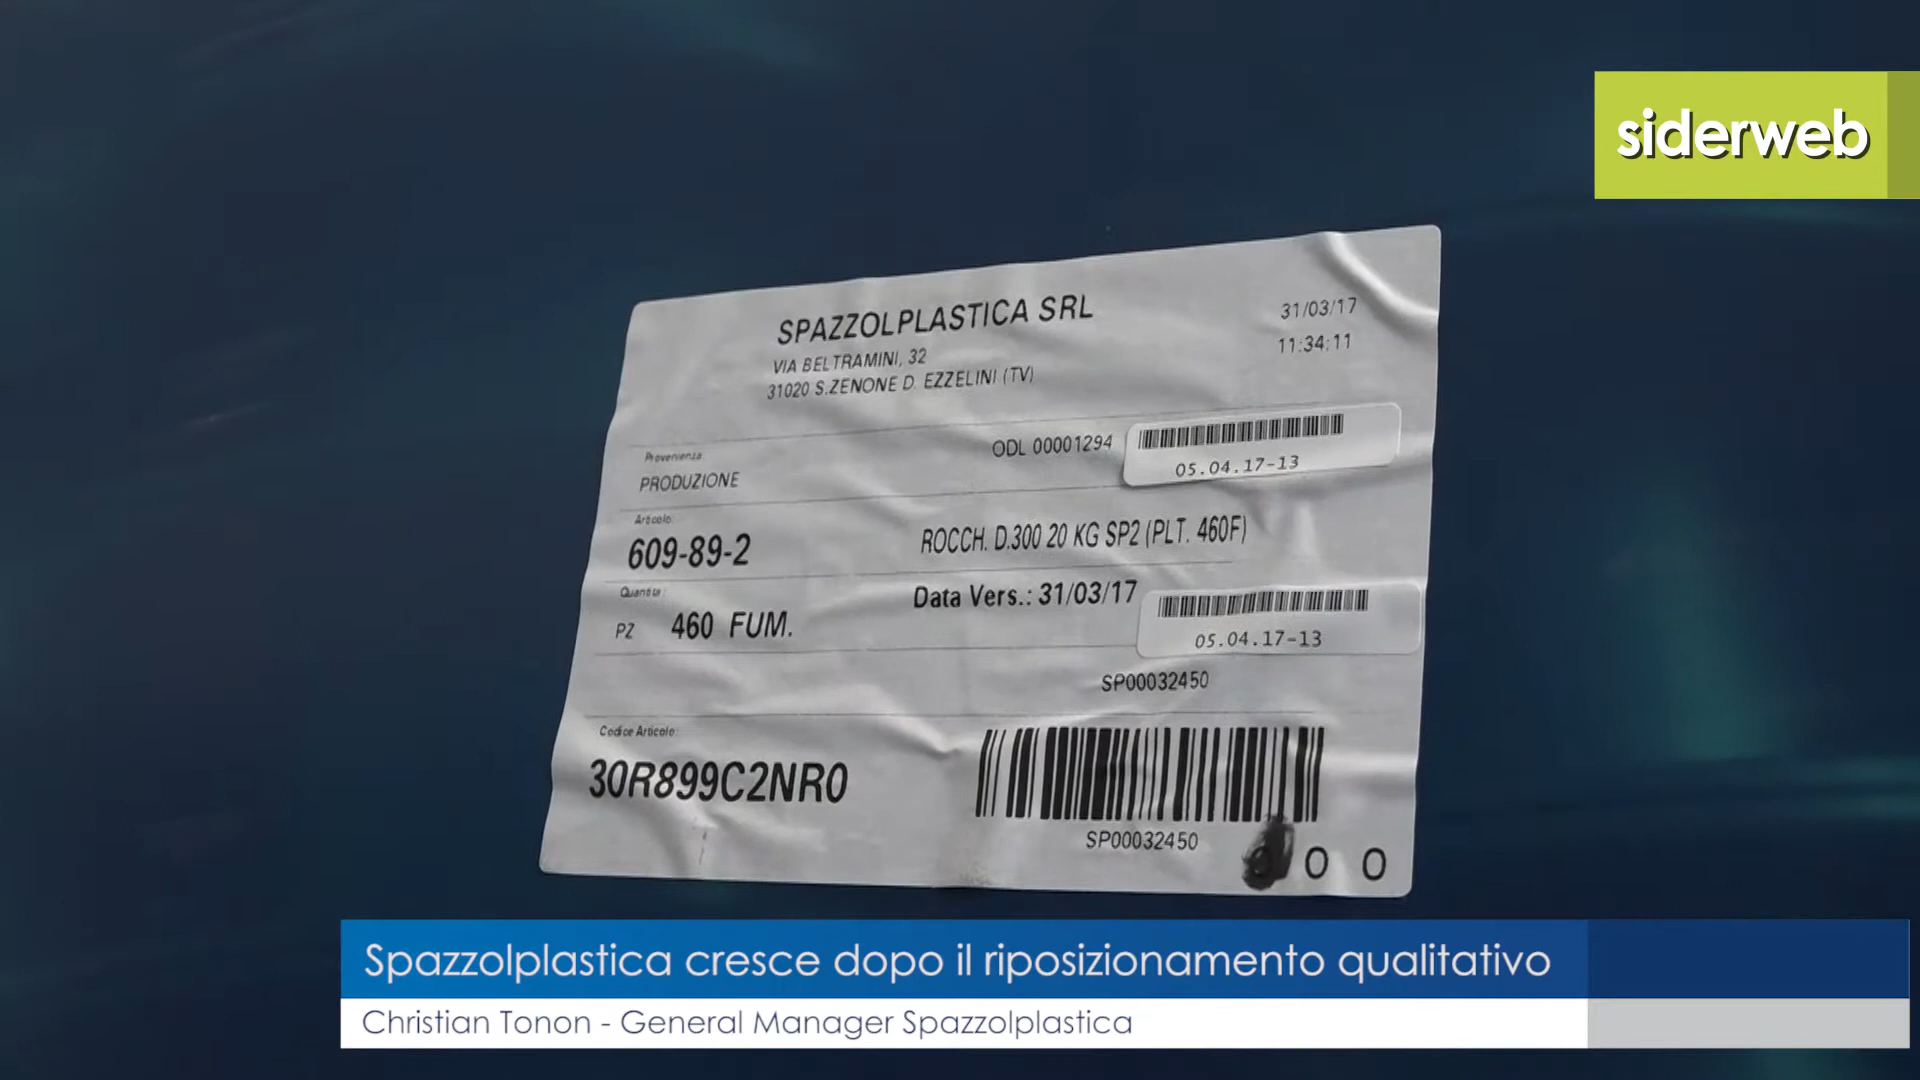 siderweb
SPAZZOLPLASTICA SRL
VIA BELTRAMINI, 32
31020 S.ZENONE D. EZZELINI (TV)
31/03/17
11:34:11
Provenienza:
PRODUZIONE
ODL 00001294
05.04.17-13
Articolo:
609-89-2
ROCCH. D.300 20 KG SP2 (PLT. 460F)
Quantita:
PZ 460 FUM.
Data Vers.: 31/03/17
05.04.17-13
SP00032450
Codice Articolo:
30R899C2NR0
SP00032450
0 0
Spazzolplastica cresce dopo il riposizionamento qualitativo
Christian Tonon - General Manager Spazzolplastica